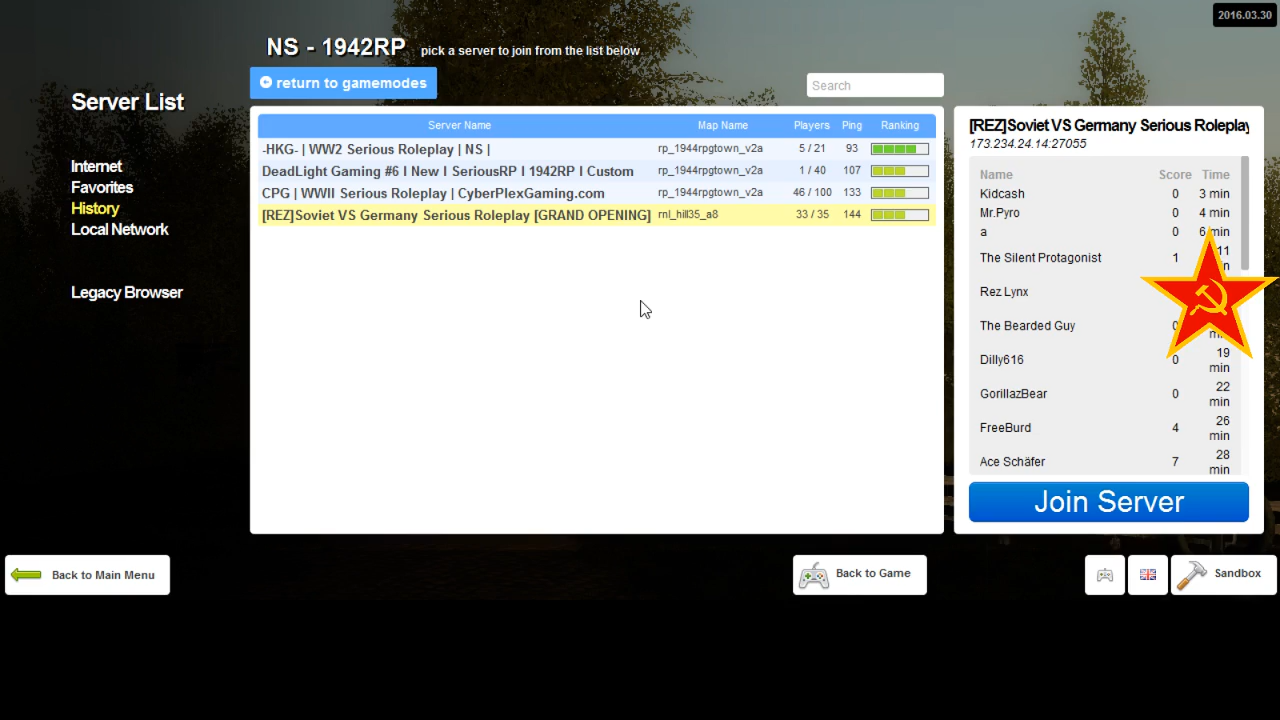 2016.03.30
NS - 1942RP pick a server to join from the list below
return to gamemodes
Search
Server List
Internet
Favorites
History
Local Network
Legacy Browser
Server Name Map Name Players Ping Ranking
-HKG- | WW2 Serious Roleplay | NS | rp_1944rpgtown_v2a 5 / 21 93
DeadLight Gaming #6 I New I SeriousRP I 1942RP I Custom rp_1944rpgtown_v2a 1 / 40 107
CPG | WWII Serious Roleplay | CyberPlexGaming.com rp_1944rpgtown_v2a 46 / 100 133
[REZ]Soviet VS Germany Serious Roleplay [GRAND OPENING] rnl_hill35_a8 33 / 35 144
[REZ]Soviet VS Germany Serious Roleplay
173.234.24.14:27055
Name Score Time
Kidcash 0 3 min
Mr.Pyro 0 4 min
a 0 6 min
The Silent Protagonist 1 11
Rez Lynx
The Bearded Guy 0
Dilly616 0 19
min
GorillazBear 0 22
min
FreeBurd 4 26
min
Ace Schäfer 7 28
min
Join Server
Back to Main Menu
Back to Game
Sandbox